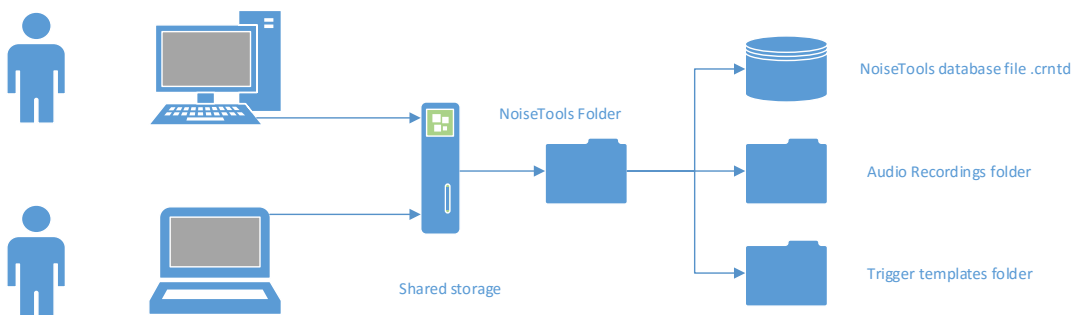 NoiseTools database file .crntd
NoiseTools Folder
Audio Recordings folder
Trigger templates folder
Shared storage